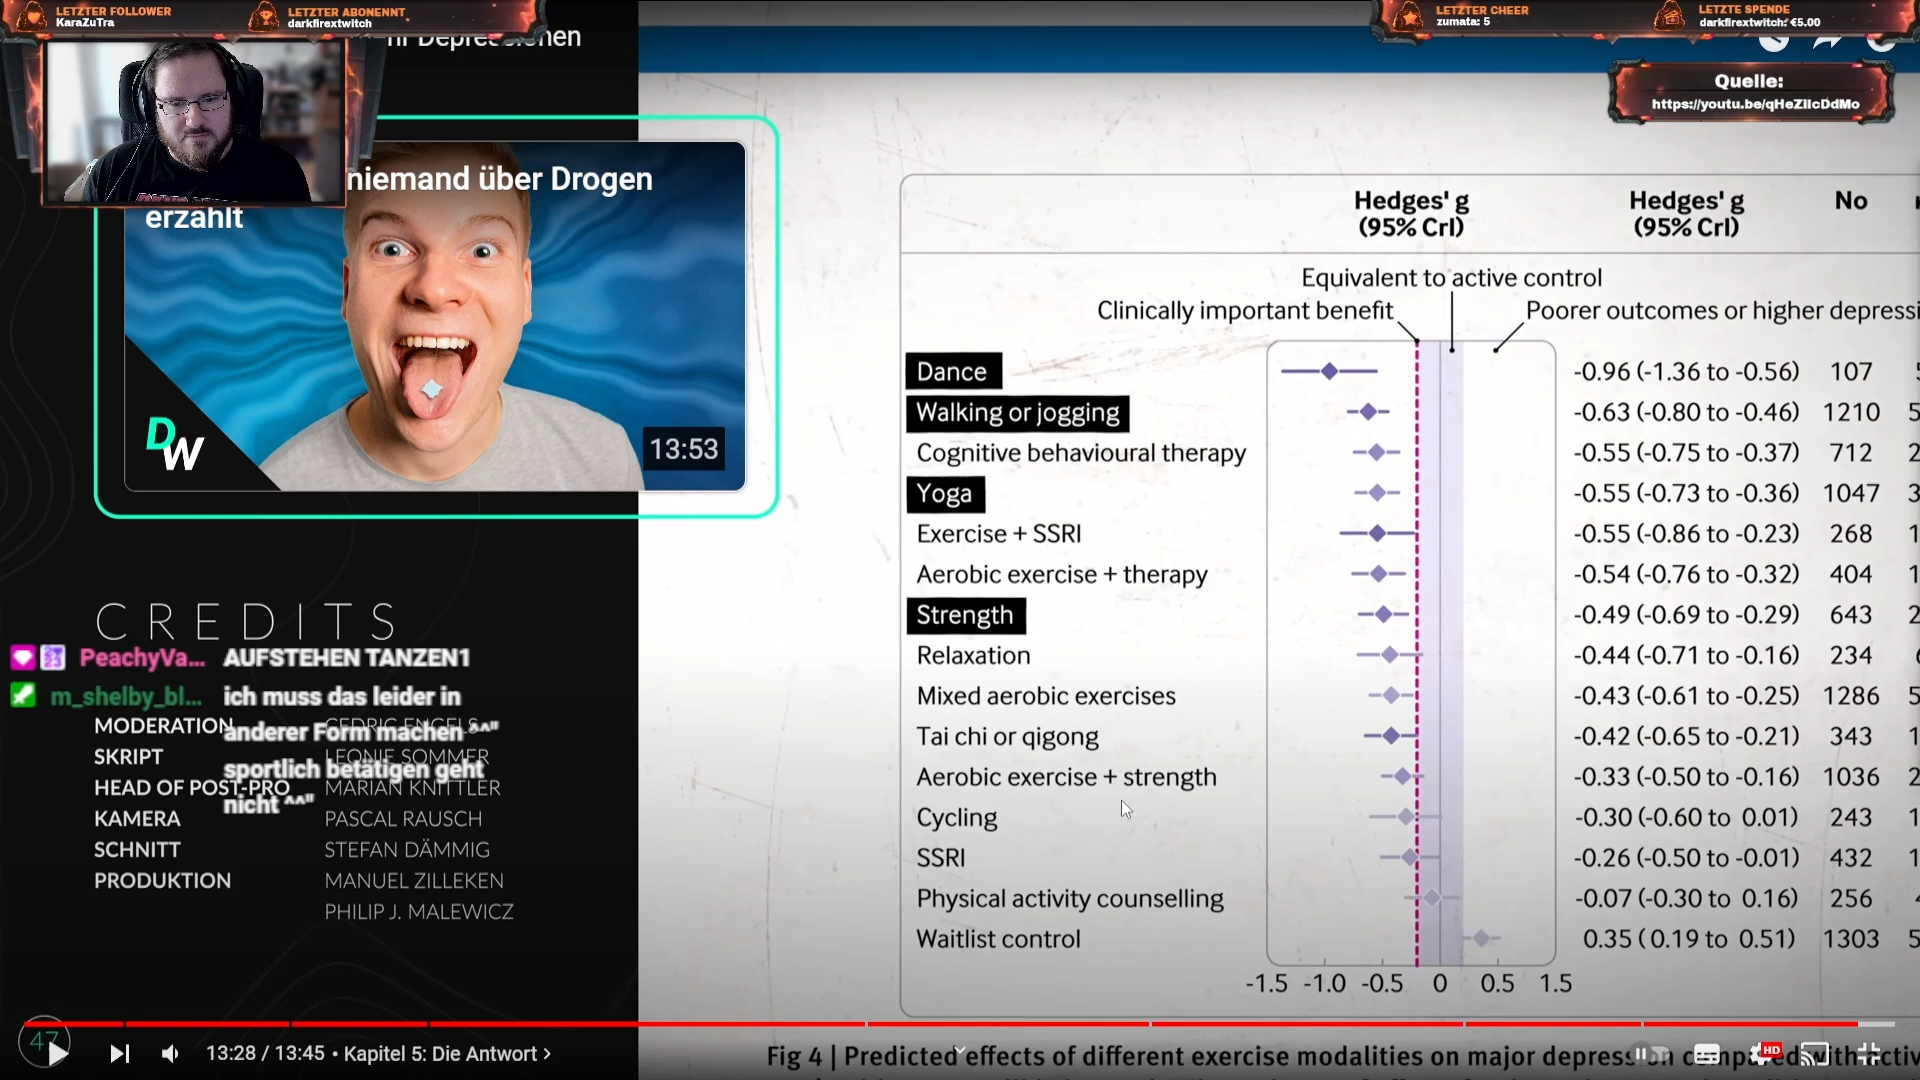 LETZTER FOLLOWER
KaraZuTra
LETZTER ABONNENT
darkfirextwitch
LETZTER CHEER
zumata: 5
LETZTE SPENDE
darkfirextwitch: €5.00
Depressionen
Quelle:
https://youtu.be/qHeZiIcDdMo
niemand über Drogen
erzählt
DW
13:53
CREDITS
PeachyVa... AUFSTEHEN TANZEN1
m_shelby_bl... ich muss das leider in
anderer Form machen ^^"
sportlich betätigen geht
nicht ^^"
MODERATION CEDRIC ENGELS
SKRIPT LEONIE SOMMER
HEAD OF POST-PRO MARIAN KNITTLER
KAMERA PASCAL RAUSCH
SCHNITT STEFAN DÄMMIG
PRODUKTION MANUEL ZILLEKEN
PHILIP J. MALEWICZ
Hedges' g
(95% CrI)
Hedges' g
(95% CrI)
No
Equivalent to active control
Clinically important benefit
Poorer outcomes or higher depressi
Dance -0.96 (-1.36 to -0.56) 107
Walking or jogging -0.63 (-0.80 to -0.46) 1210
Cognitive behavioural therapy -0.55 (-0.75 to -0.37) 712
Yoga -0.55 (-0.73 to -0.36) 1047
Exercise + SSRI -0.55 (-0.86 to -0.23) 268
Aerobic exercise + therapy -0.54 (-0.76 to -0.32) 404
Strength -0.49 (-0.69 to -0.29) 643
Relaxation -0.44 (-0.71 to -0.16) 234
Mixed aerobic exercises -0.43 (-0.61 to -0.25) 1286
Tai chi or qigong -0.42 (-0.65 to -0.21) 343
Aerobic exercise + strength -0.33 (-0.50 to -0.16) 1036
Cycling -0.30 (-0.60 to 0.01) 243
SSRI -0.26 (-0.50 to -0.01) 432
Physical activity counselling -0.07 (-0.30 to 0.16) 256
Waitlist control 0.35 (0.19 to 0.51) 1303
-1.5 -1.0 -0.5 0 0.5 1.5
47
13:28 / 13:45 • Kapitel 5: Die Antwort
HD
Fig 4 | Predicted effects of different exercise modalities on major depression compared with activ